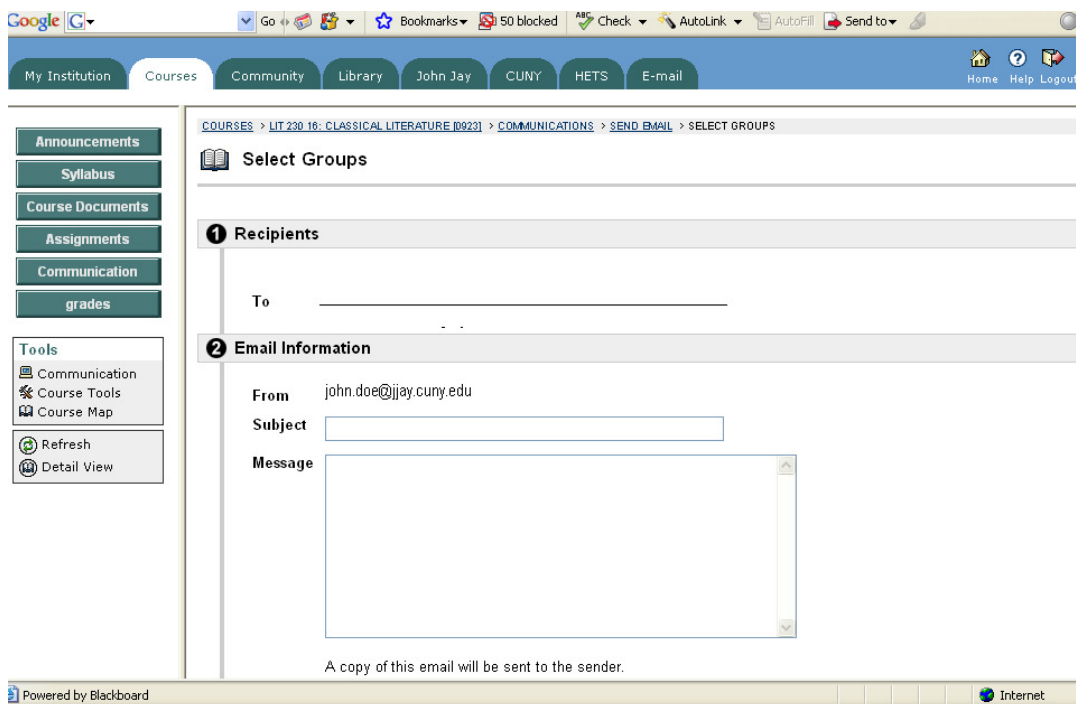 Google G Go Bookmarks 50 blocked ABC Check AutoLink AutoFill Send to
My Institution Courses Community Library John Jay CUNY HETS E-mail Home Help Logout
COURSES > LIT 230 16: CLASSICAL LITERATURE [0923] > COMMUNICATIONS > SEND EMAIL > SELECT GROUPS
Select Groups
Announcements
Syllabus
Course Documents
Assignments
Communication
grades
Tools
Communication
Course Tools
Course Map
Refresh
Detail View
1 Recipients
To
2 Email Information
From john.doe@jjay.cuny.edu
Subject
Message
A copy of this email will be sent to the sender.
Powered by Blackboard Internet